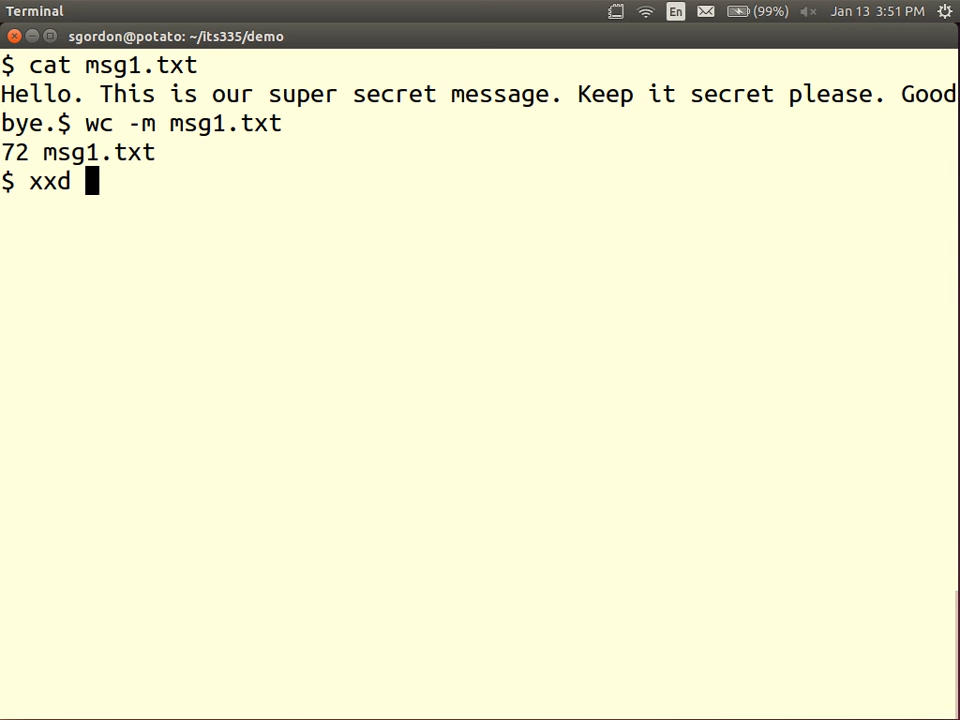 Terminal
En
(99%)
Jan 13 3:51 PM
sgordon@potato: ~/its335/demo
$ cat msg1.txt
Hello. This is our super secret message. Keep it secret please. Good
bye.$ wc -m msg1.txt
72 msg1.txt
$ xxd